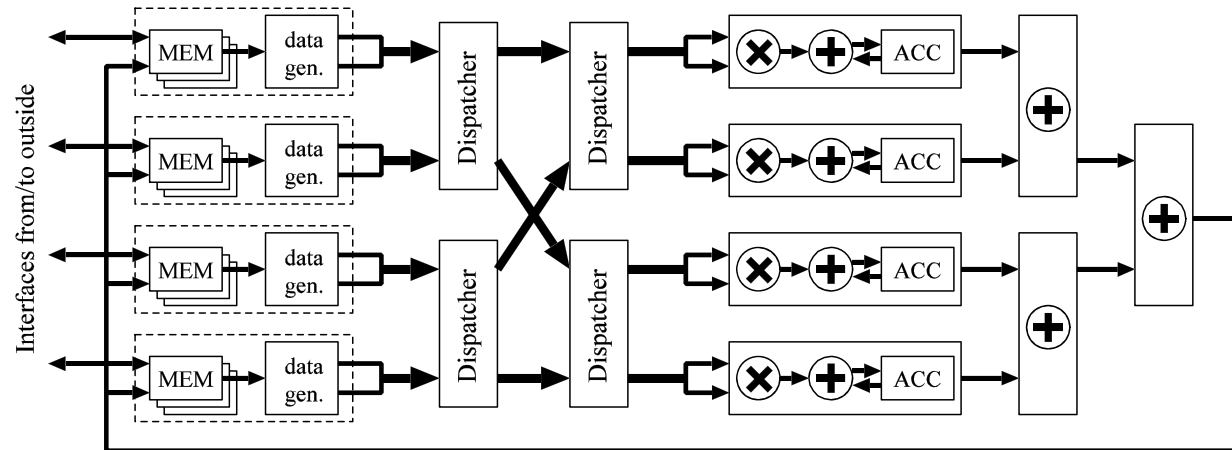 Interfaces from/to outside
MEM
data
gen.
MEM
data
gen.
MEM
data
gen.
MEM
data
gen.
Dispatcher
Dispatcher
Dispatcher
Dispatcher
ACC
ACC
ACC
ACC